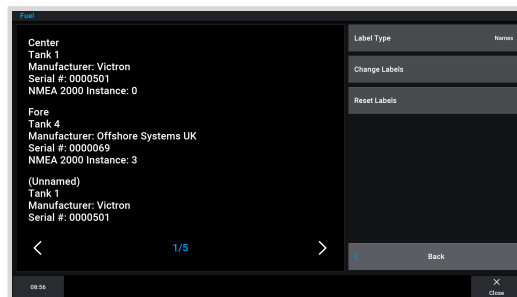 Fuel
Center
Tank 1
Manufacturer: Victron
Serial #: 0000501
NMEA 2000 Instance: 0
Fore
Tank 4
Manufacturer: Offshore Systems UK
Serial #: 0000069
NMEA 2000 Instance: 3
(Unnamed)
Tank 1
Manufacturer: Victron
Serial #: 0000501
1/5
Label Type Names
Change Labels
Reset Labels
Back
08:56
Close